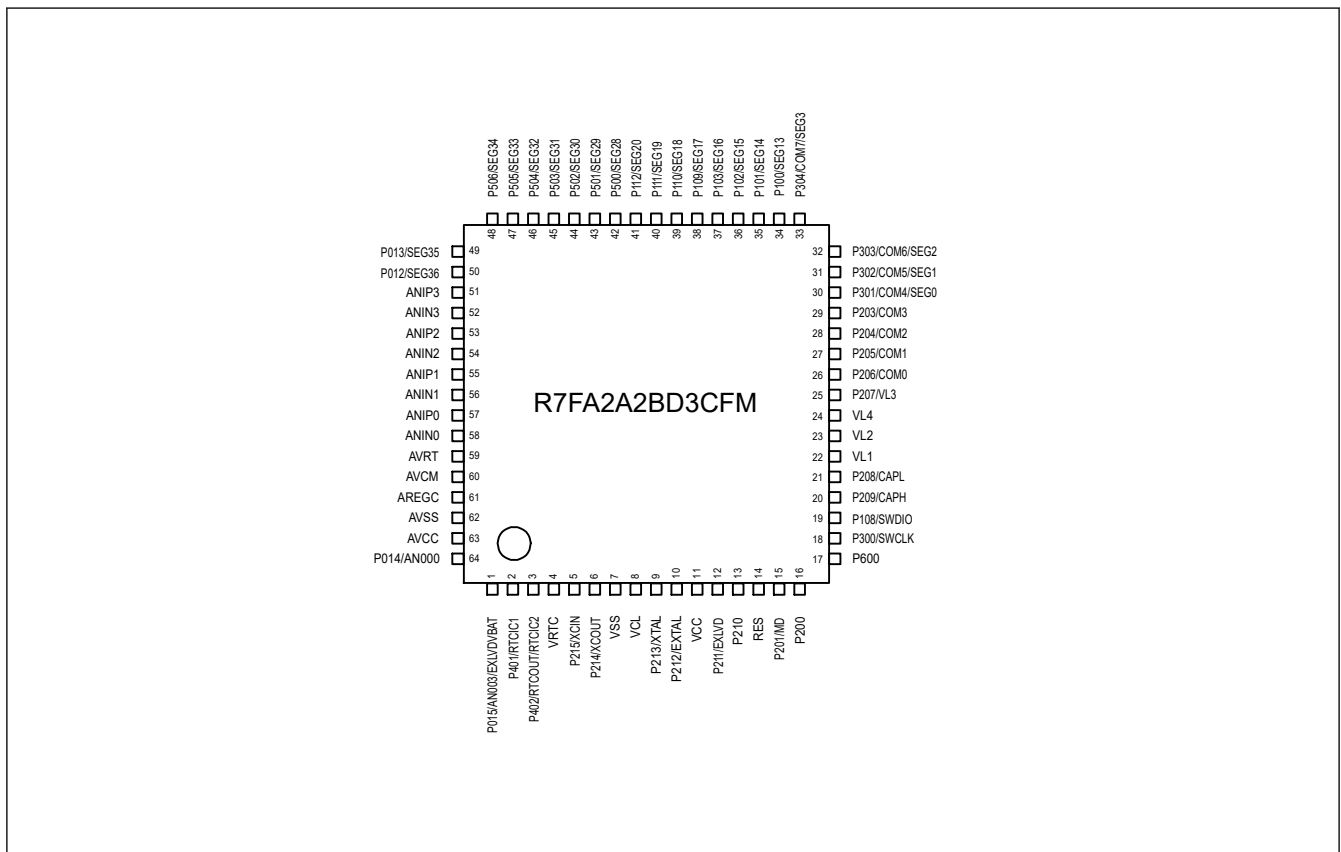 P506/SEG34
P505/SEG33
P504/SEG32
P503/SEG31
P502/SEG30
P501/SEG29
P500/SEG28
P112/SEG20
P111/SEG19
P110/SEG18
P109/SEG17
P103/SEG16
P102/SEG15
P101/SEG14
P100/SEG13
P304/COM7/SEG3
48 47 46 45 44 43 42 41 40 39 38 37 36 35 34 33
P013/SEG35 49
P012/SEG36 50
ANIP3 51
ANIN3 52
ANIP2 53
ANIN2 54
ANIP1 55
ANIN1 56
ANIP0 57
ANIN0 58
AVRT 59
AVCM 60
AREGC 61
AVSS 62
AVCC 63
P014/AN000 64
R7FA2A2BD3CFM
32 P303/COM6/SEG2
31 P302/COM5/SEG1
30 P301/COM4/SEG0
29 P203/COM3
28 P204/COM2
27 P205/COM1
26 P206/COM0
25 P207/VL3
24 VL4
23 VL2
22 VL1
21 P208/CAPL
20 P209/CAPH
19 P108/SWDIO
18 P300/SWCLK
17 P600
1 2 3 4 5 6 7 8 9 10 11 12 13 14 15 16
P015/AN003/EXLVDVBAT
P401/RTCIC1
P402/RTCOUT/RTCIC2
VRTC
P215/XCIN
P214/XCOUT
VSS
VCL
P213/XTAL
P212/EXTAL
VCC
P211/EXLVD
P210
RES
P201/MD
P200